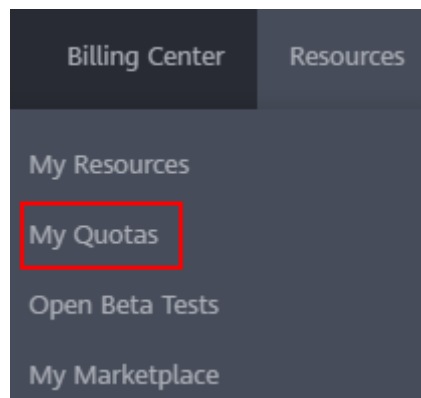 Billing Center Resources
My Resources
My Quotas
Open Beta Tests
My Marketplace